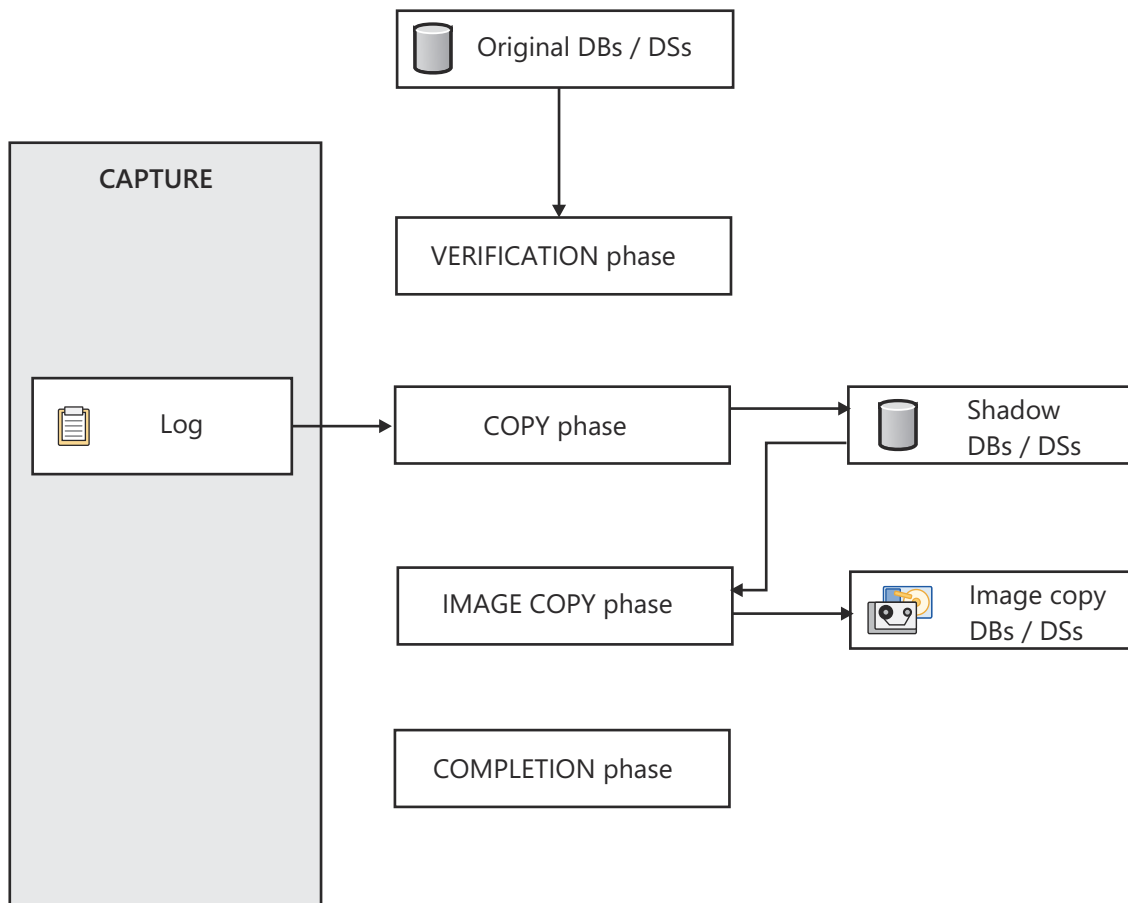 Original DBs / DSs
CAPTURE
VERIFICATION phase
Log
COPY phase
Shadow
DBs / DSs
IMAGE COPY phase
Image copy
DBs / DSs
COMPLETION phase